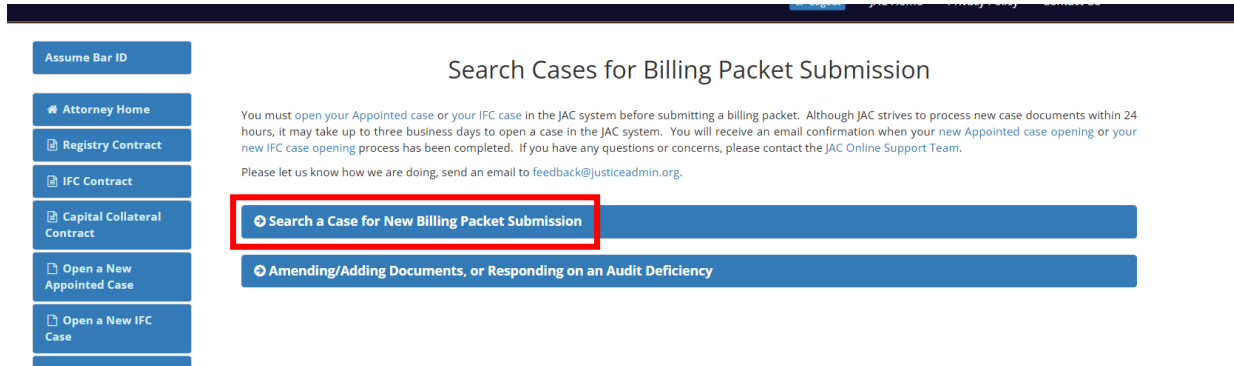 Logout JAC Home Privacy Policy Contact Us
Assume Bar ID
Attorney Home
Registry Contract
IFC Contract
Capital Collateral
Contract
Open a New
Appointed Case
Open a New IFC
Case
Search Cases for Billing Packet Submission
You must open your Appointed case or your IFC case in the JAC system before submitting a billing packet. Although JAC strives to process new case documents within 24
hours, it may take up to three business days to open a case in the JAC system. You will receive an email confirmation when your new Appointed case opening or your
new IFC case opening process has been completed. If you have any questions or concerns, please contact the JAC Online Support Team.
Please let us know how we are doing, send an email to feedback@justiceadmin.org.
Search a Case for New Billing Packet Submission
Amending/Adding Documents, or Responding on an Audit Deficiency